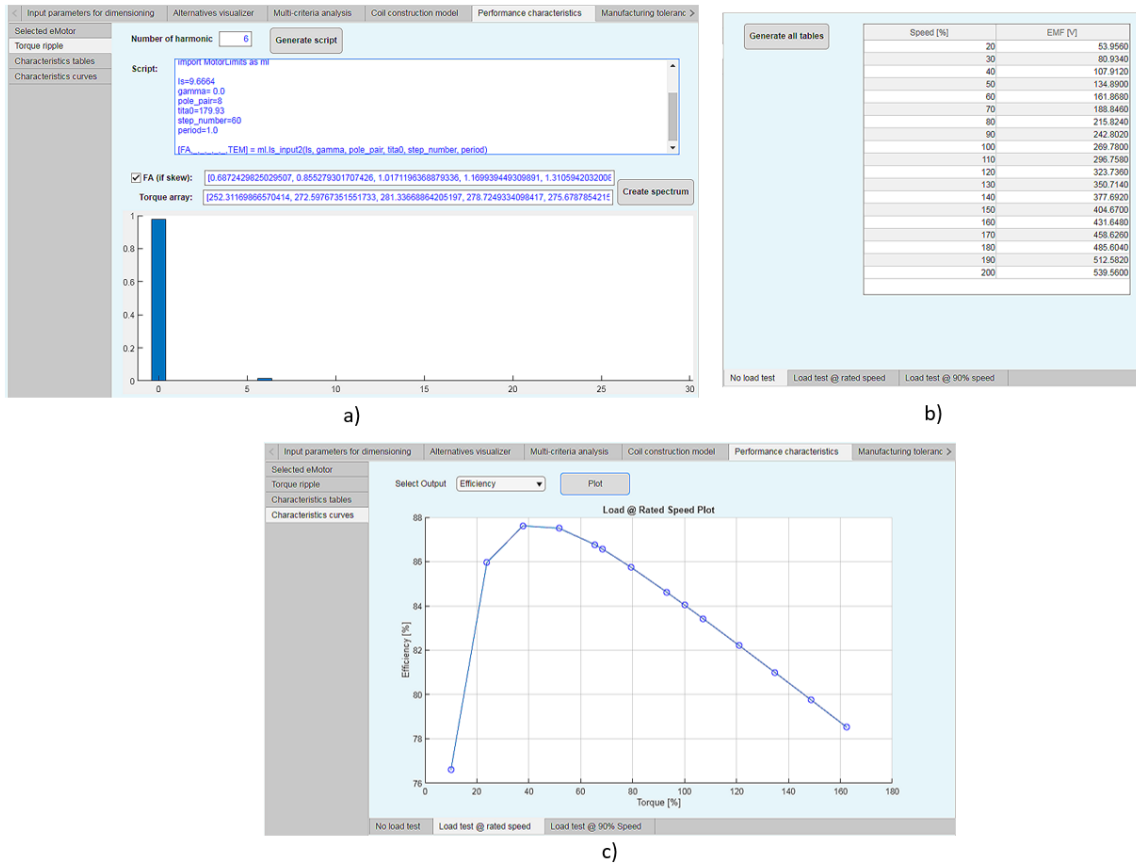 Input parameters for dimensioning Alternatives visualizer Multi-criteria analysis Coil construction model Performance characteristics Manufacturing toleranc
Selected eMotor
Torque ripple
Characteristics tables
Characteristics curves
Number of harmonic 6 Generate script
Script:
import MotorLimits as ml
Is=9.6664
gamma= 0.0
pole_pair=8
tita0=179.93
step_number=60
period=1.0
[FA,_,_,_,_,_,TEM] = ml.Is_input2(Is, gamma, pole_pair, tita0, step_number, period)
FA (if skew): [0.6872429825029507, 0.855279301707426, 1.0171196368879336, 1.169939449309891, 1.3105942032008
Torque array: [252.31169866570414, 272.59767351551733, 281.33668864205197, 278.7249334098417, 275.6787854215
Create spectrum
1
0.8
0.6
0.4
0.2
0
0 5 10 15 20 25 30
a)
Generate all tables
Speed [%] EMF [V]
20 53.9560
30 80.9340
40 107.9120
50 134.8900
60 161.8680
70 188.8460
80 215.8240
90 242.8020
100 269.7800
110 296.7580
120 323.7360
130 350.7140
140 377.6920
150 404.6700
160 431.6480
170 458.6260
180 485.6040
190 512.5820
200 539.5600
No load test Load test @ rated speed Load test @ 90% speed
b)
Input parameters for dimensioning Alternatives visualizer Multi-criteria analysis Coil construction model Performance characteristics Manufacturing toleranc
Selected eMotor
Torque ripple
Characteristics tables
Characteristics curves
Select Output Efficiency Plot
Load @ Rated Speed Plot
Efficiency [%]
88
86
84
82
80
78
76
0 20 40 60 80 100 120 140 160 180
Torque [%]
No load test Load test @ rated speed Load test @ 90% Speed
c)